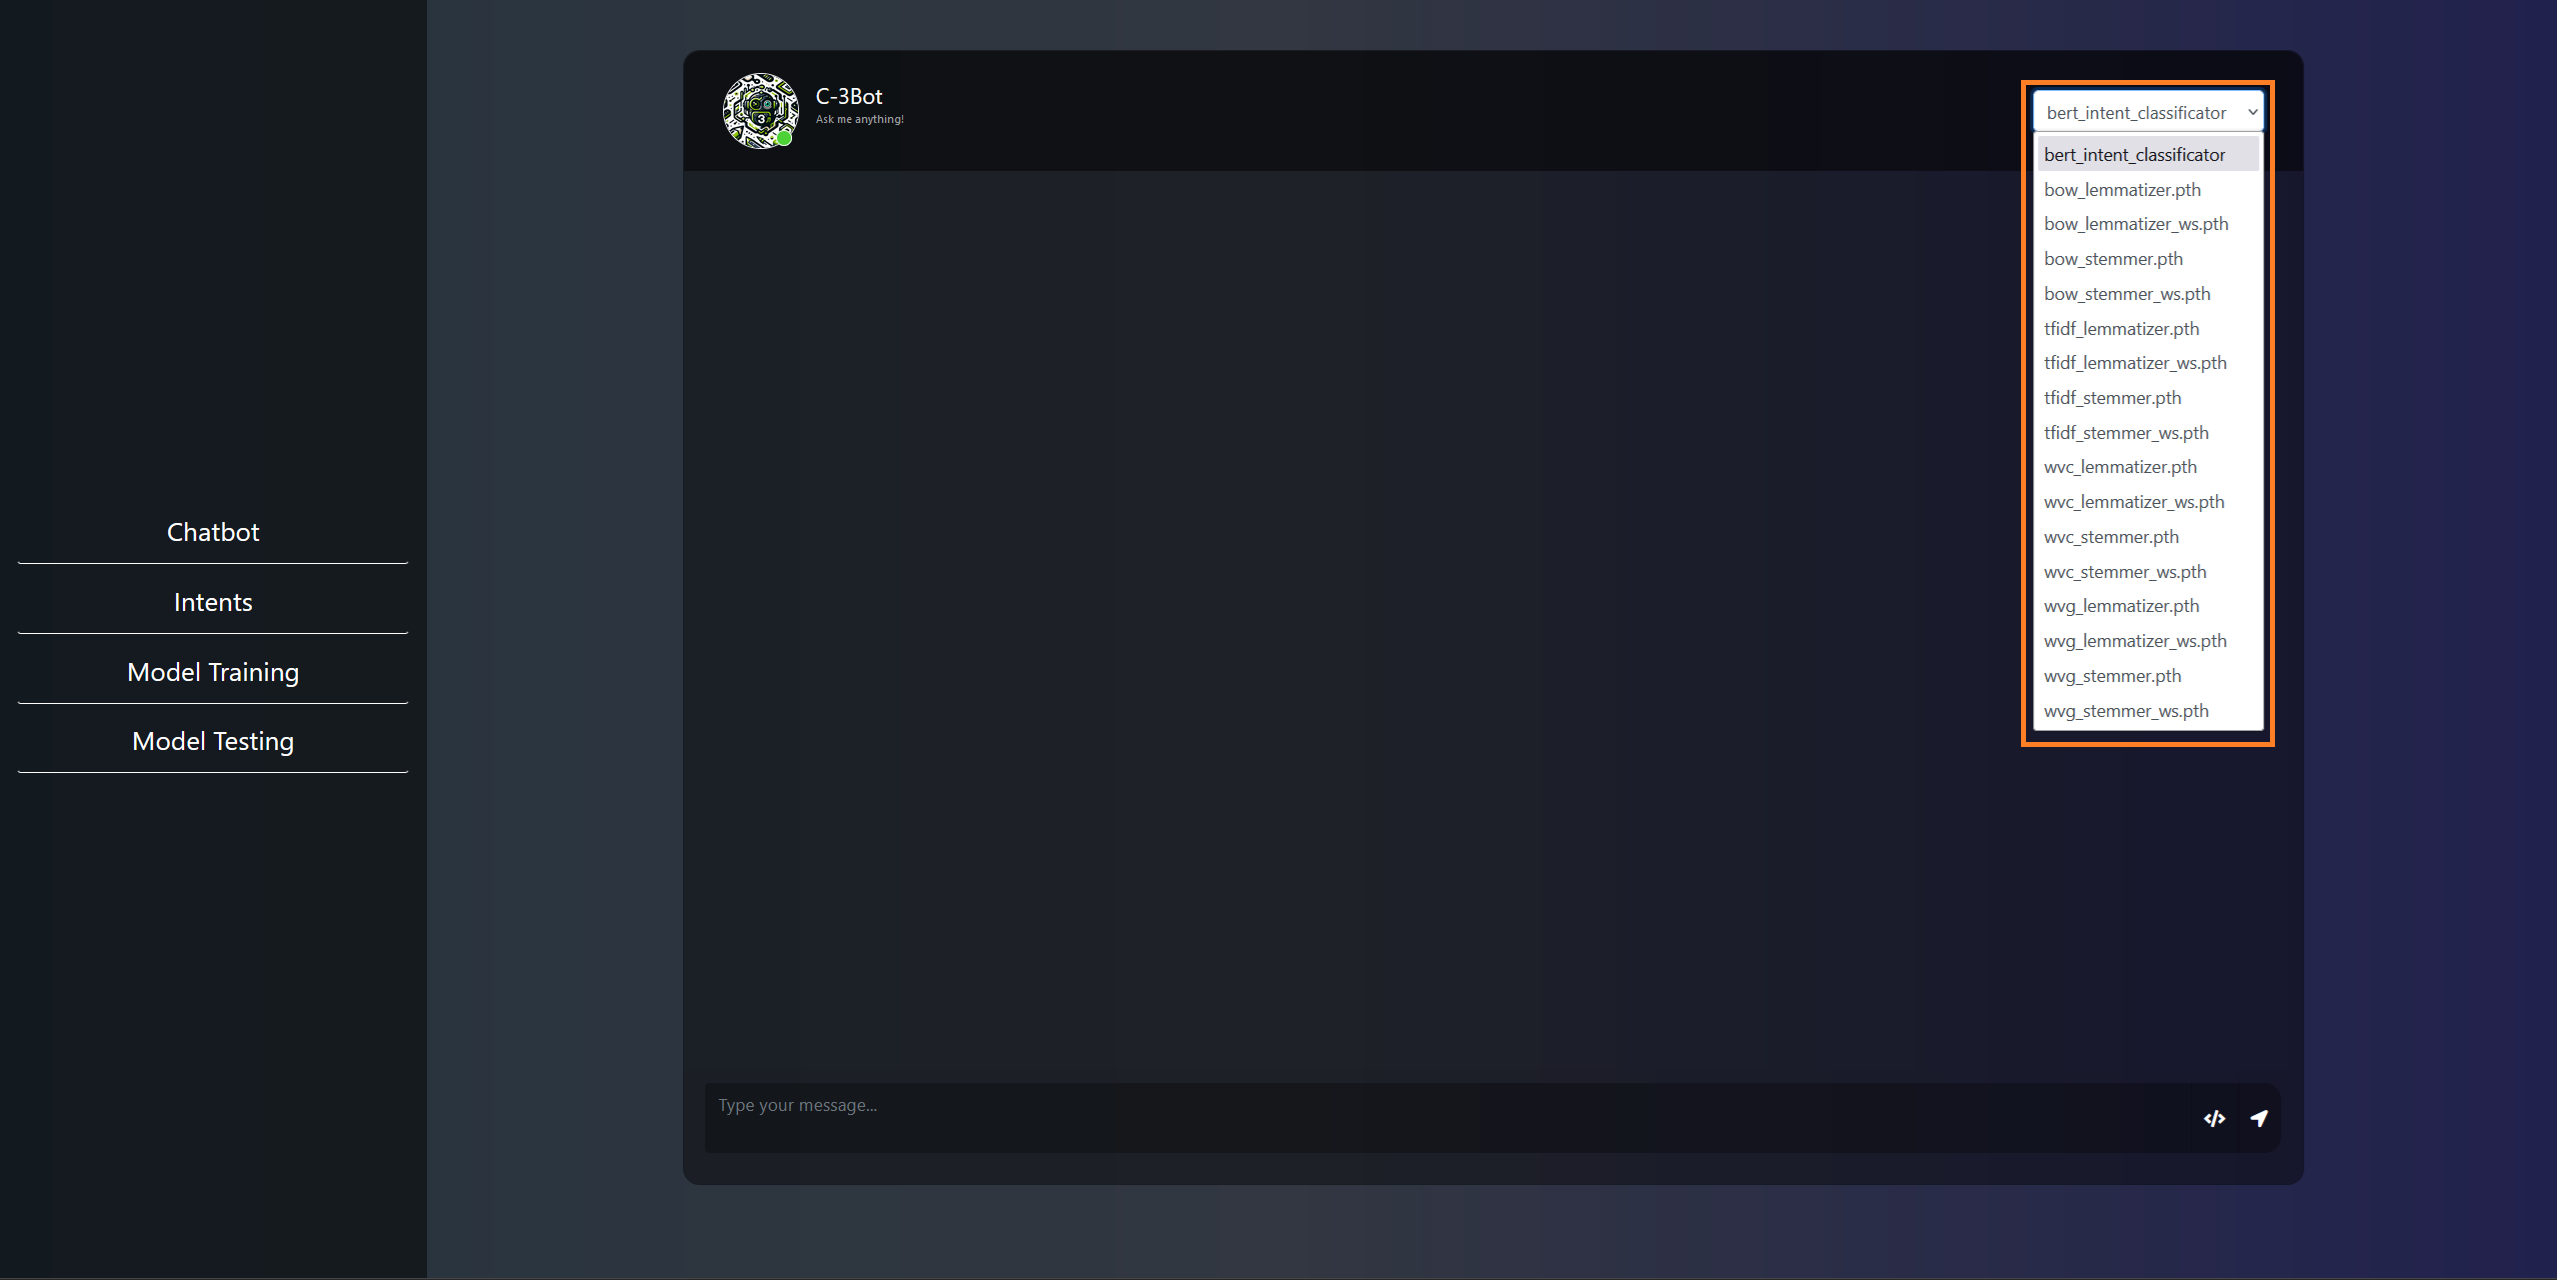 Chatbot
Intents
Model Training
Model Testing
C-3Bot
Ask me anything!
3
bert_intent_classificator
bert_intent_classificator
bow_lemmatizer.pth
bow_lemmatizer_ws.pth
bow_stemmer.pth
bow_stemmer_ws.pth
tfidf_lemmatizer.pth
tfidf_lemmatizer_ws.pth
tfidf_stemmer.pth
tfidf_stemmer_ws.pth
wvc_lemmatizer.pth
wvc_lemmatizer_ws.pth
wvc_stemmer.pth
wvc_stemmer_ws.pth
wvg_lemmatizer.pth
wvg_lemmatizer_ws.pth
wvg_stemmer.pth
wvg_stemmer_ws.pth
Type your message...